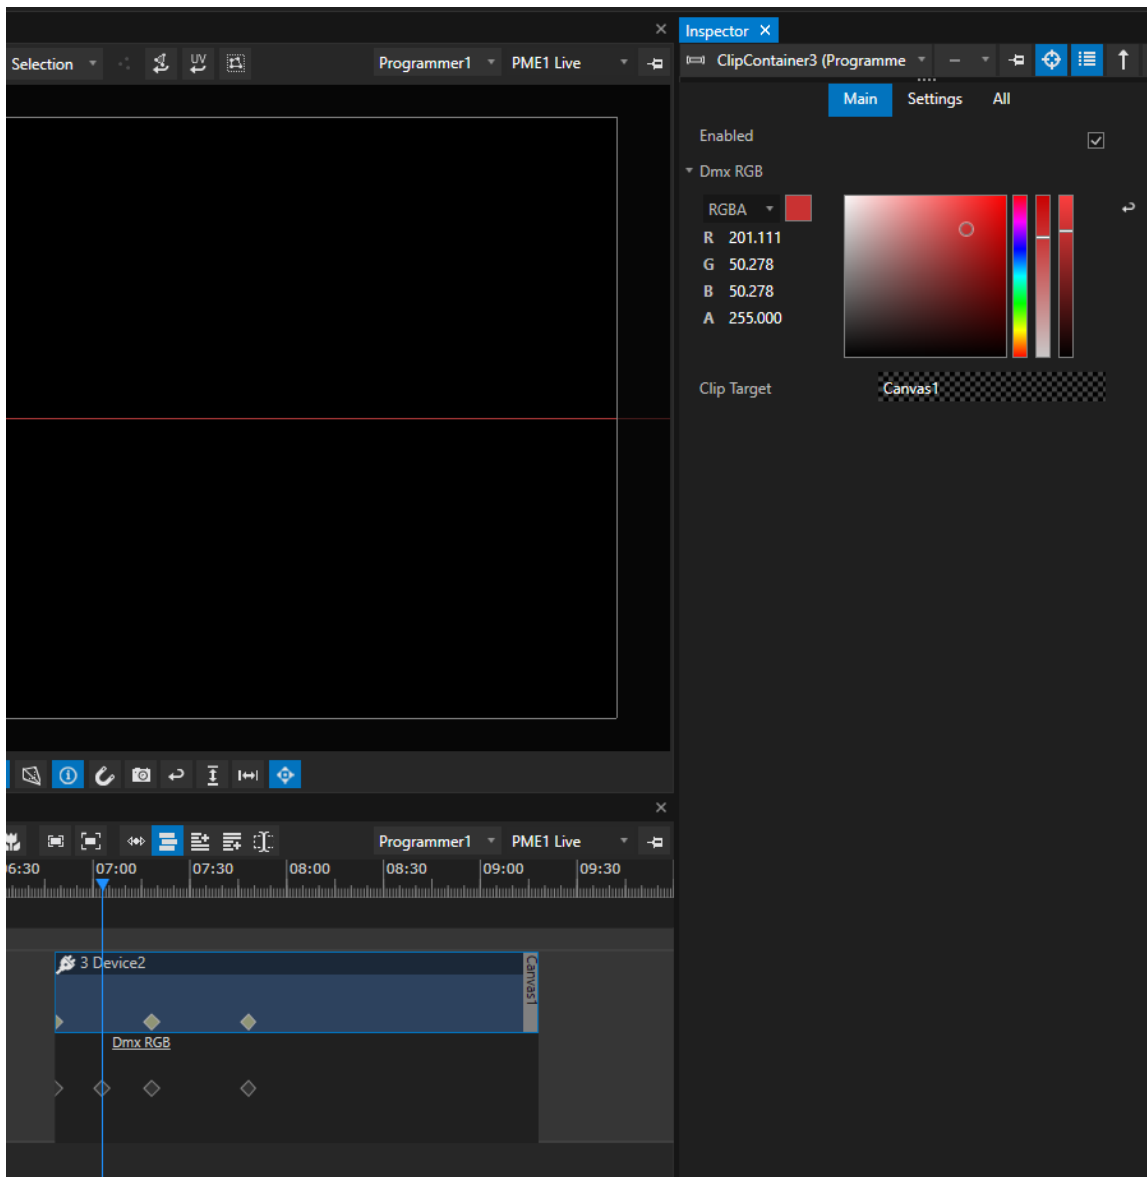 Inspector
Selection
UV
Programmer1
PME1 Live
ClipContainer3 (Programme
Main
Settings
All
Enabled
Dmx RGB
RGBA
R 201.111
G 50.278
B 50.278
A 255.000
Clip Target
Canvas1
Programmer1
PME1 Live
6:30 07:00 07:30 08:00 08:30 09:00 09:30
3 Device2
Canvas1
Dmx RGB